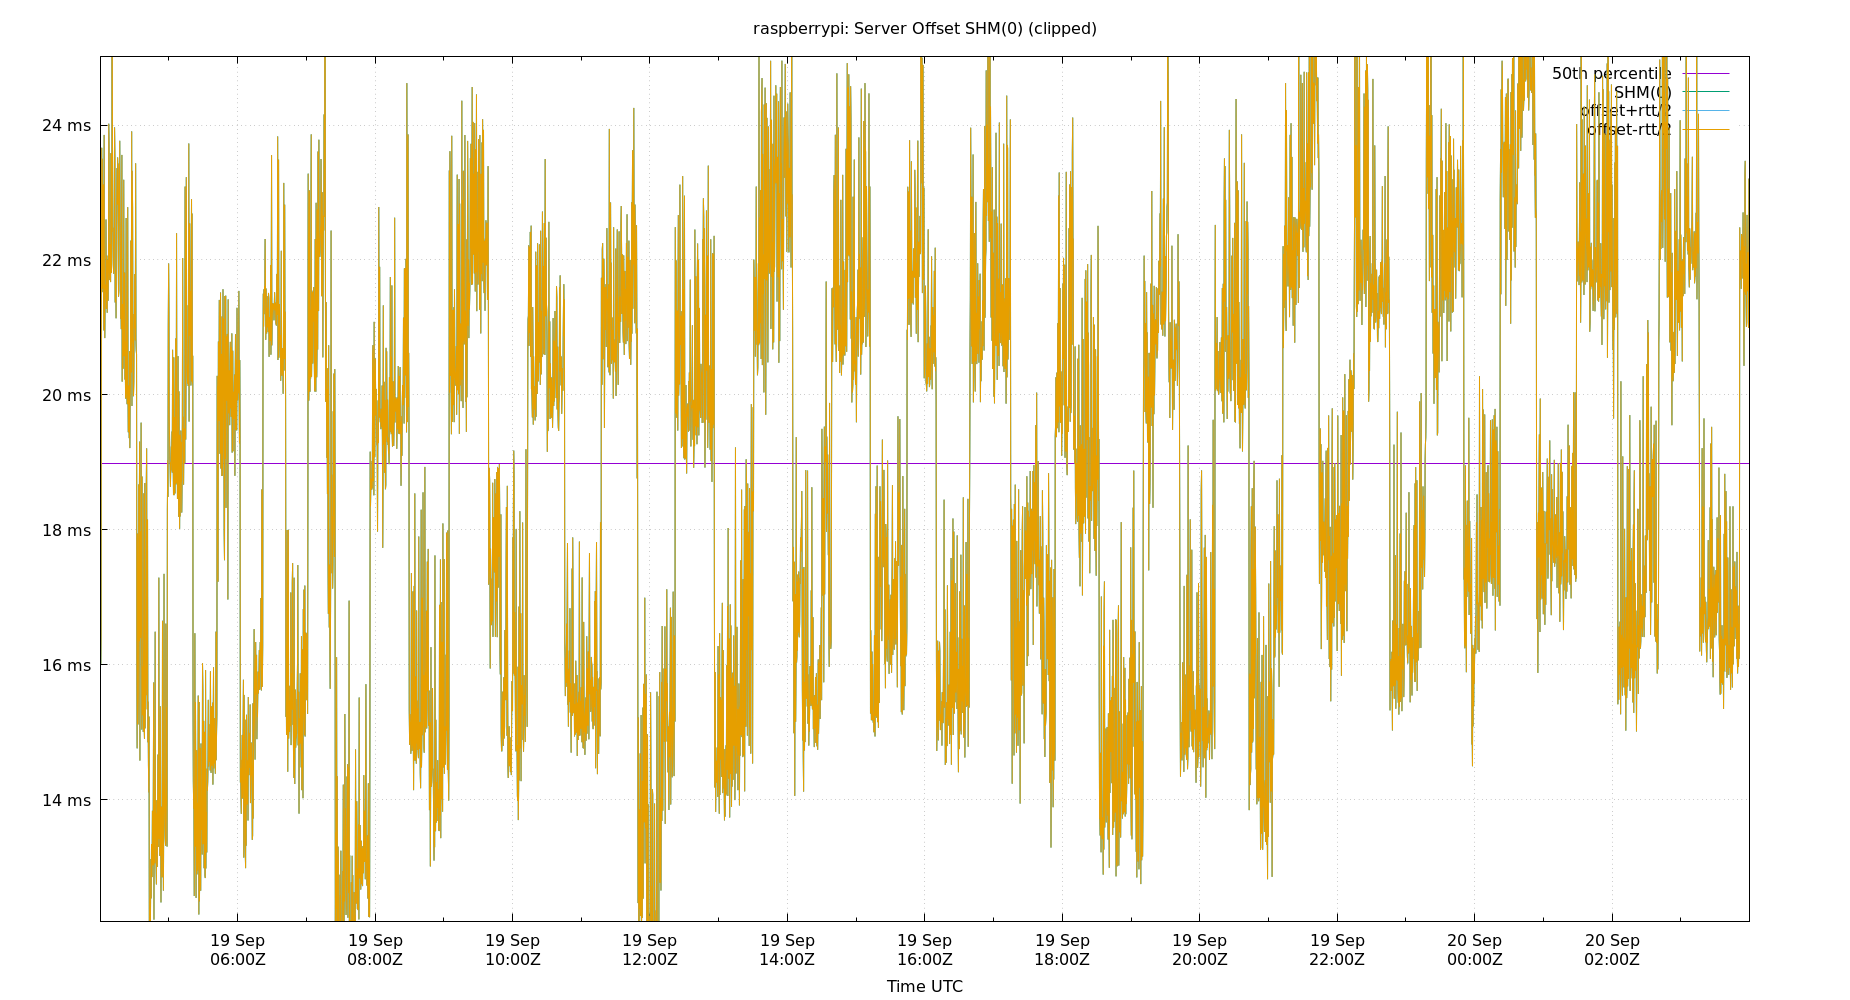 raspberrypi: Server Offset SHM(0) (clipped)
50th percentile
SHM(0)
offset+rtt/2
offset-rtt/2
24 ms
22 ms
20 ms
18 ms
16 ms
14 ms
19 Sep 19 Sep 19 Sep 19 Sep 19 Sep 19 Sep 19 Sep 19 Sep 19 Sep 20 Sep 20 Sep
06:00Z 08:00Z 10:00Z 12:00Z 14:00Z 16:00Z 18:00Z 20:00Z 22:00Z 00:00Z 02:00Z
Time UTC